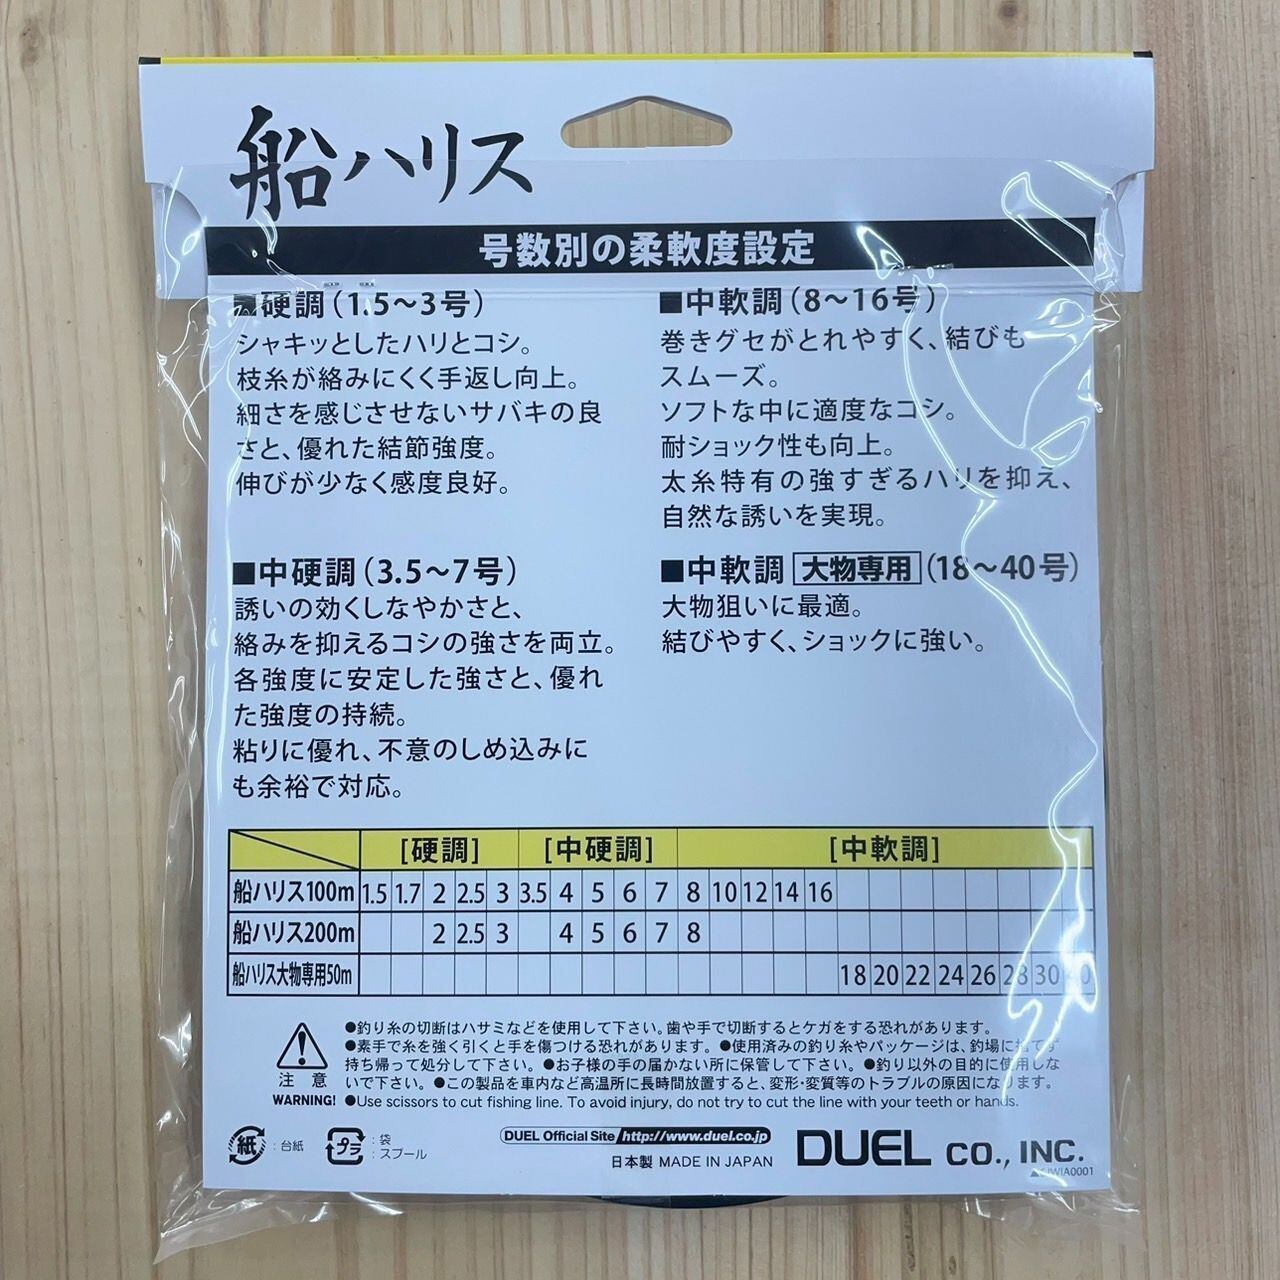 船ハリス
号数別の柔軟度設定
■硬調(1.5〜3号)
シャキッとしたハリとコシ。
枝糸が絡みにくく手返し向上。
細さを感じさせないサバキの良
さと、優れた結節強度。
伸びが少なく感度良好。
■中硬調(3.5〜7号)
誘いの効くしなやかさと、
絡みを抑えるコシの強さを両立。
各強度に安定した強さと、優れ
た強度の持続。
粘りに優れ、不意のしめ込みに
も余裕で対応。
■中軟調(8〜16号)
巻きグセがとれやすく、結びも
スムーズ。
ソフトな中に適度なコシ。
耐ショック性も向上。
太糸特有の強すぎるハリを抑え、
自然な誘いを実現。
■中軟調 大物専用 (18〜40号)
大物狙いに最適。
結びやすく、ショックに強い。
[硬調] [中硬調] [中軟調]
船ハリス100m 1.5 1.7 2 2.5 3 3.5 4 5 6 7 8 10 12 14 16
船ハリス200m 2 2.5 3 4 5 6 7 8
船ハリス大物専用50m 18 20 22 24 26 28 30 40
●釣り糸の切断はハサミなどを使用して下さい。歯や手で切断するとケガをする恐れがあります。
●素手で糸を強く引くと手を傷つける恐れがあります。●使用済みの釣り糸やパッケージは、釣場に捨てず
持ち帰って処分して下さい。●お子様の手の届かない所に保管して下さい。●釣り以外の目的に使用しな
いで下さい。●この製品を車内など高温所に長時間放置すると、変形・変質等のトラブルの原因になります。
注 意
WARNING! ●Use scissors to cut fishing line. To avoid injury, do not try to cut the line with your teeth or hands.
紙 :台紙
プラ :袋
:スプール
DUEL Official Site http://www.duel.co.jp
日本製 MADE IN JAPAN
DUEL CO., INC.